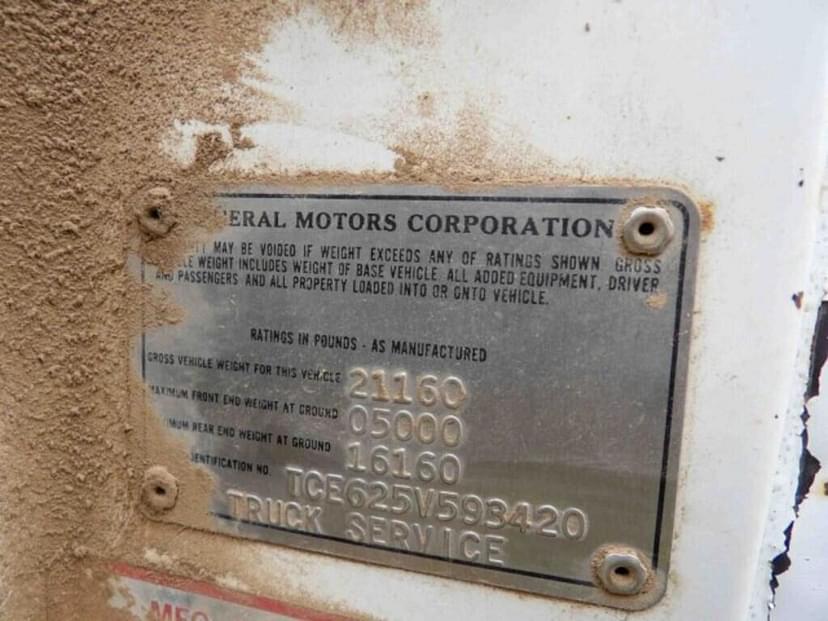 ERAL MOTORS CORPORATION
MAY BE VOIDED IF WEIGHT EXCEEDS ANY OF RATINGS SHOWN. GROSS
WEIGHT INCLUDES WEIGHT OF BASE VEHICLE. ALL ADDED EQUIPMENT, DRIVER
AND PASSENGERS AND ALL PROPERTY LOADED INTO OR ONTO VEHICLE.
RATINGS IN POUNDS - AS MANUFACTURED
GROSS VEHICLE WEIGHT FOR THIS VEHICLE 21160
MAXIMUM FRONT END WEIGHT AT GROUND 05000
IMUM REAR END WEIGHT AT GROUND 16160
ENTIFICATION NO. TCE625V593420
TRUCK SERVICE